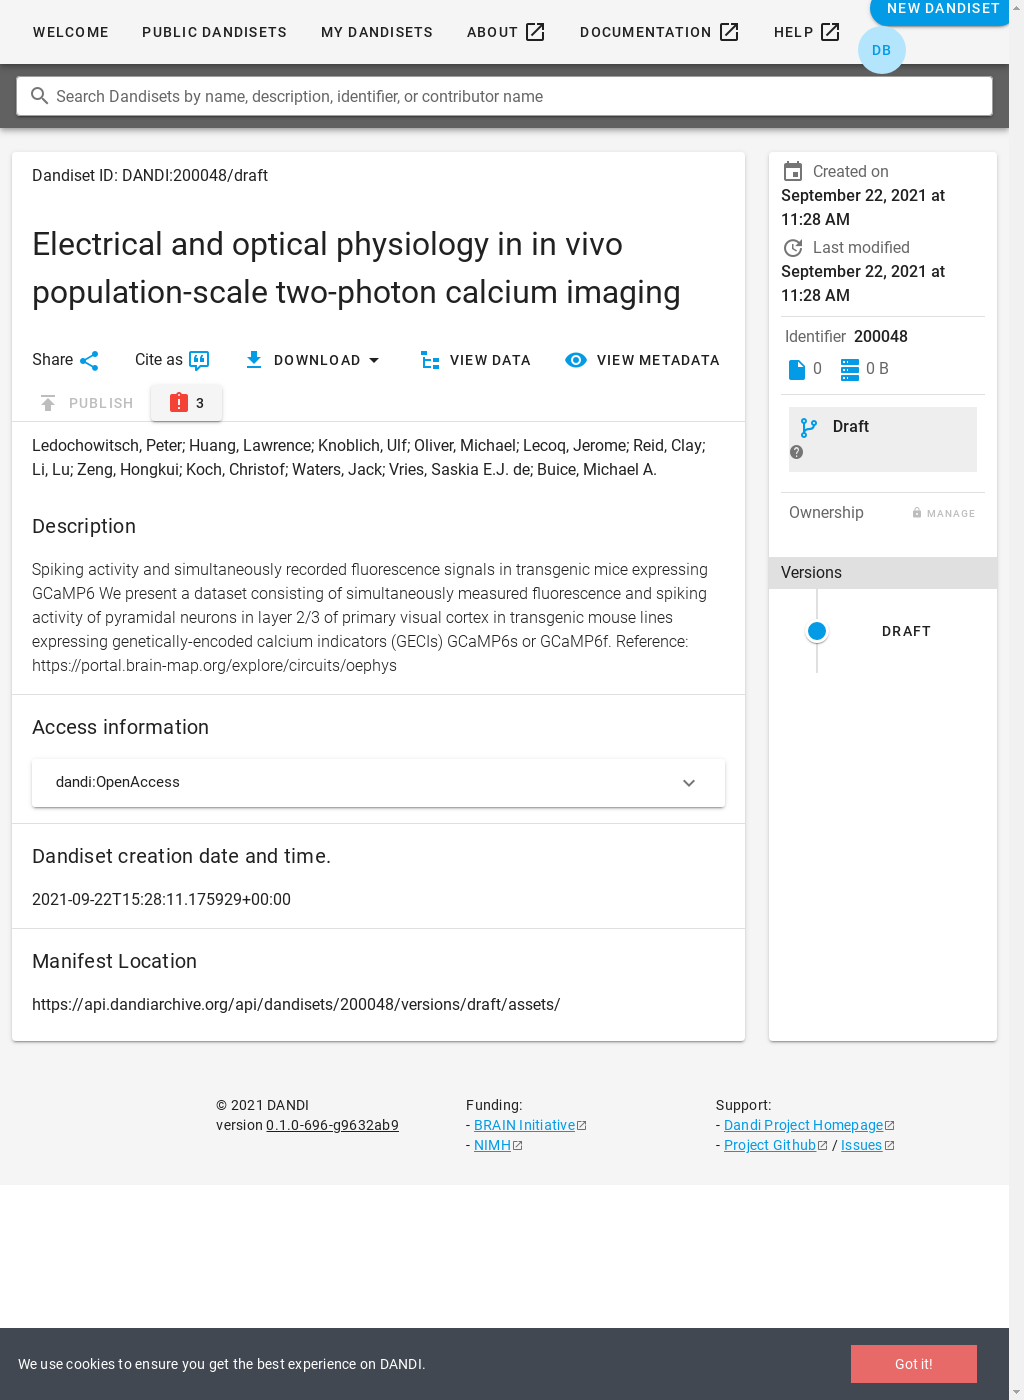 NEW DANDISET
WELCOME PUBLIC DANDISETS MY DANDISETS ABOUT DOCUMENTATION HELP
DB
Search Dandisets by name, description, identifier, or contributor name
Dandiset ID: DANDI:200048/draft
Electrical and optical physiology in in vivo
population-scale two-photon calcium imaging
Share Cite as DOWNLOAD VIEW DATA VIEW METADATA
PUBLISH 3
Ledochowitsch, Peter; Huang, Lawrence; Knoblich, Ulf; Oliver, Michael; Lecoq, Jerome; Reid, Clay;
Li, Lu; Zeng, Hongkui; Koch, Christof; Waters, Jack; Vries, Saskia E.J. de; Buice, Michael A.
Description
Spiking activity and simultaneously recorded fluorescence signals in transgenic mice expressing
GCaMP6 We present a dataset consisting of simultaneously measured fluorescence and spiking
activity of pyramidal neurons in layer 2/3 of primary visual cortex in transgenic mouse lines
expressing genetically-encoded calcium indicators (GECIs) GCaMP6s or GCaMP6f. Reference:
https://portal.brain-map.org/explore/circuits/oephys
Access information
dandi:OpenAccess
Dandiset creation date and time.
2021-09-22T15:28:11.175929+00:00
Manifest Location
https://api.dandiarchive.org/api/dandisets/200048/versions/draft/assets/
Created on
September 22, 2021 at
11:28 AM
Last modified
September 22, 2021 at
11:28 AM
Identifier 200048
0 0 B
Draft
Ownership MANAGE
Versions
DRAFT
© 2021 DANDI
version 0.1.0-696-g9632ab9
Funding:
- BRAIN Initiative
- NIMH
Support:
- Dandi Project Homepage
- Project Github / Issues
We use cookies to ensure you get the best experience on DANDI.
Got it!